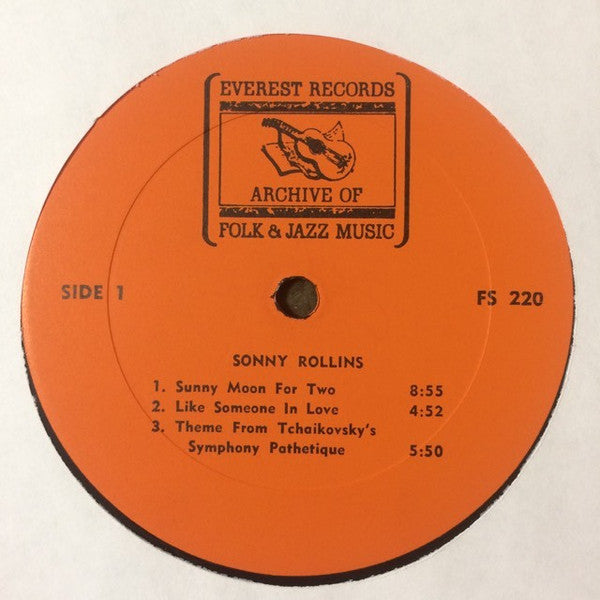 EVEREST RECORDS
ARCHIVE OF
FOLK & JAZZ MUSIC
SIDE 1
FS 220
SONNY ROLLINS
1. Sunny Moon For Two 8:55
2. Like Someone In Love 4:52
3. Theme From Tchaikovsky's
Symphony Pathetique 5:50